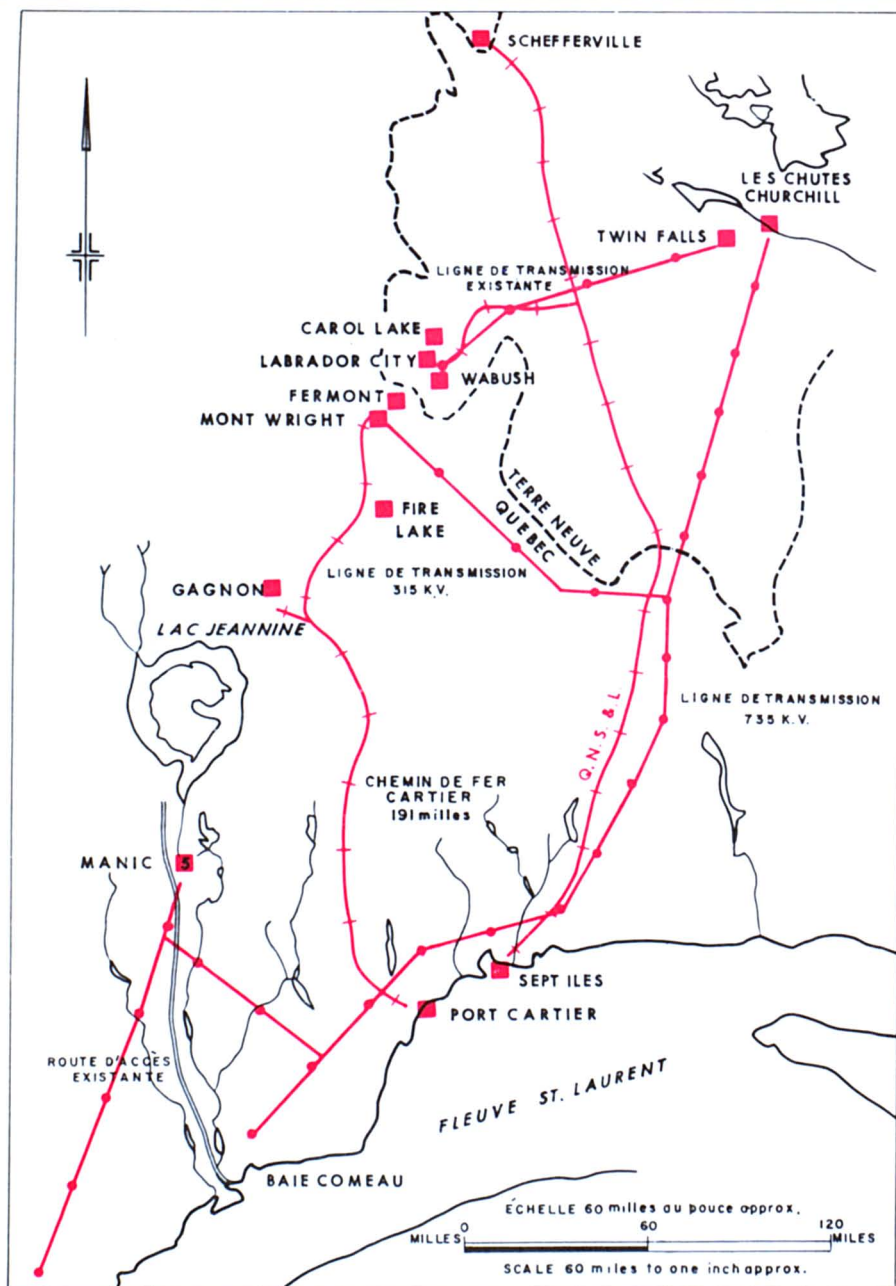 SCHEFFERVILLE
LES CHUTES
CHURCHILL
TWIN FALLS
LIGNE DE TRANSMISSION
EXISTANTE
CAROL LAKE
LABRADOR CITY
WABUSH
FERMONT
MONT WRIGHT
TERRE NEUVE
QUEBEC
FIRE
LAKE
LIGNE DE TRANSMISSION
315 K.V.
GAGNON
LAC JEANNINE
LIGNE DE TRANSMISSION
735 K.V.
Q.N.S. & L
CHEMIN DE FER
CARTIER
191 milles
MANIC 5
SEPT ILES
PORT CARTIER
ROUTE D'ACCÈS
EXISTANTE
FLEUVE ST. LAURENT
BAIE COMEAU
ÉCHELLE 60 milles au pouce approx.
MILLES 0 60 120 MILES
SCALE 60 miles to one inch approx.